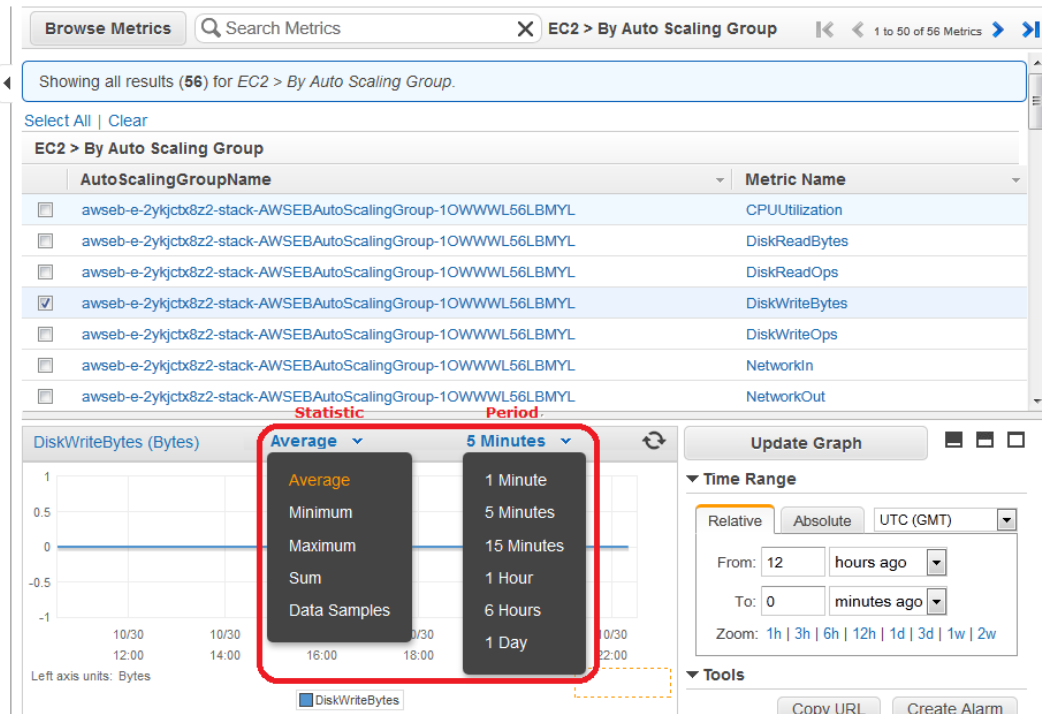 Browse Metrics Search Metrics EC2 > By Auto Scaling Group 1 to 50 of 56 Metrics
Showing all results (56) for EC2 > By Auto Scaling Group.
Select All | Clear
EC2 > By Auto Scaling Group
AutoScalingGroupName Metric Name
awseb-e-2ykjctx8z2-stack-AWSEBAutoScalingGroup-1OWWWL56LBMYL CPUUtilization
awseb-e-2ykjctx8z2-stack-AWSEBAutoScalingGroup-1OWWWL56LBMYL DiskReadBytes
awseb-e-2ykjctx8z2-stack-AWSEBAutoScalingGroup-1OWWWL56LBMYL DiskReadOps
awseb-e-2ykjctx8z2-stack-AWSEBAutoScalingGroup-1OWWWL56LBMYL DiskWriteBytes
awseb-e-2ykjctx8z2-stack-AWSEBAutoScalingGroup-1OWWWL56LBMYL DiskWriteOps
awseb-e-2ykjctx8z2-stack-AWSEBAutoScalingGroup-1OWWWL56LBMYL NetworkIn
awseb-e-2ykjctx8z2-stack-AWSEBAutoScalingGroup-1OWWWL56LBMYL NetworkOut
Statistic Period
DiskWriteBytes (Bytes) Average 5 Minutes
Average
Minimum
Maximum
Sum
Data Samples
1 Minute
5 Minutes
15 Minutes
1 Hour
6 Hours
1 Day
1
0.5
0
-0.5
-1
10/30 10/30 0/30 0/30
12:00 14:00 16:00 18:00 22:00
Left axis units: Bytes
DiskWriteBytes
Update Graph
Time Range
Relative Absolute UTC (GMT)
From: 12 hours ago
To: 0 minutes ago
Zoom: 1h | 3h | 6h | 12h | 1d | 3d | 1w | 2w
Tools
Copy URL Create Alarm